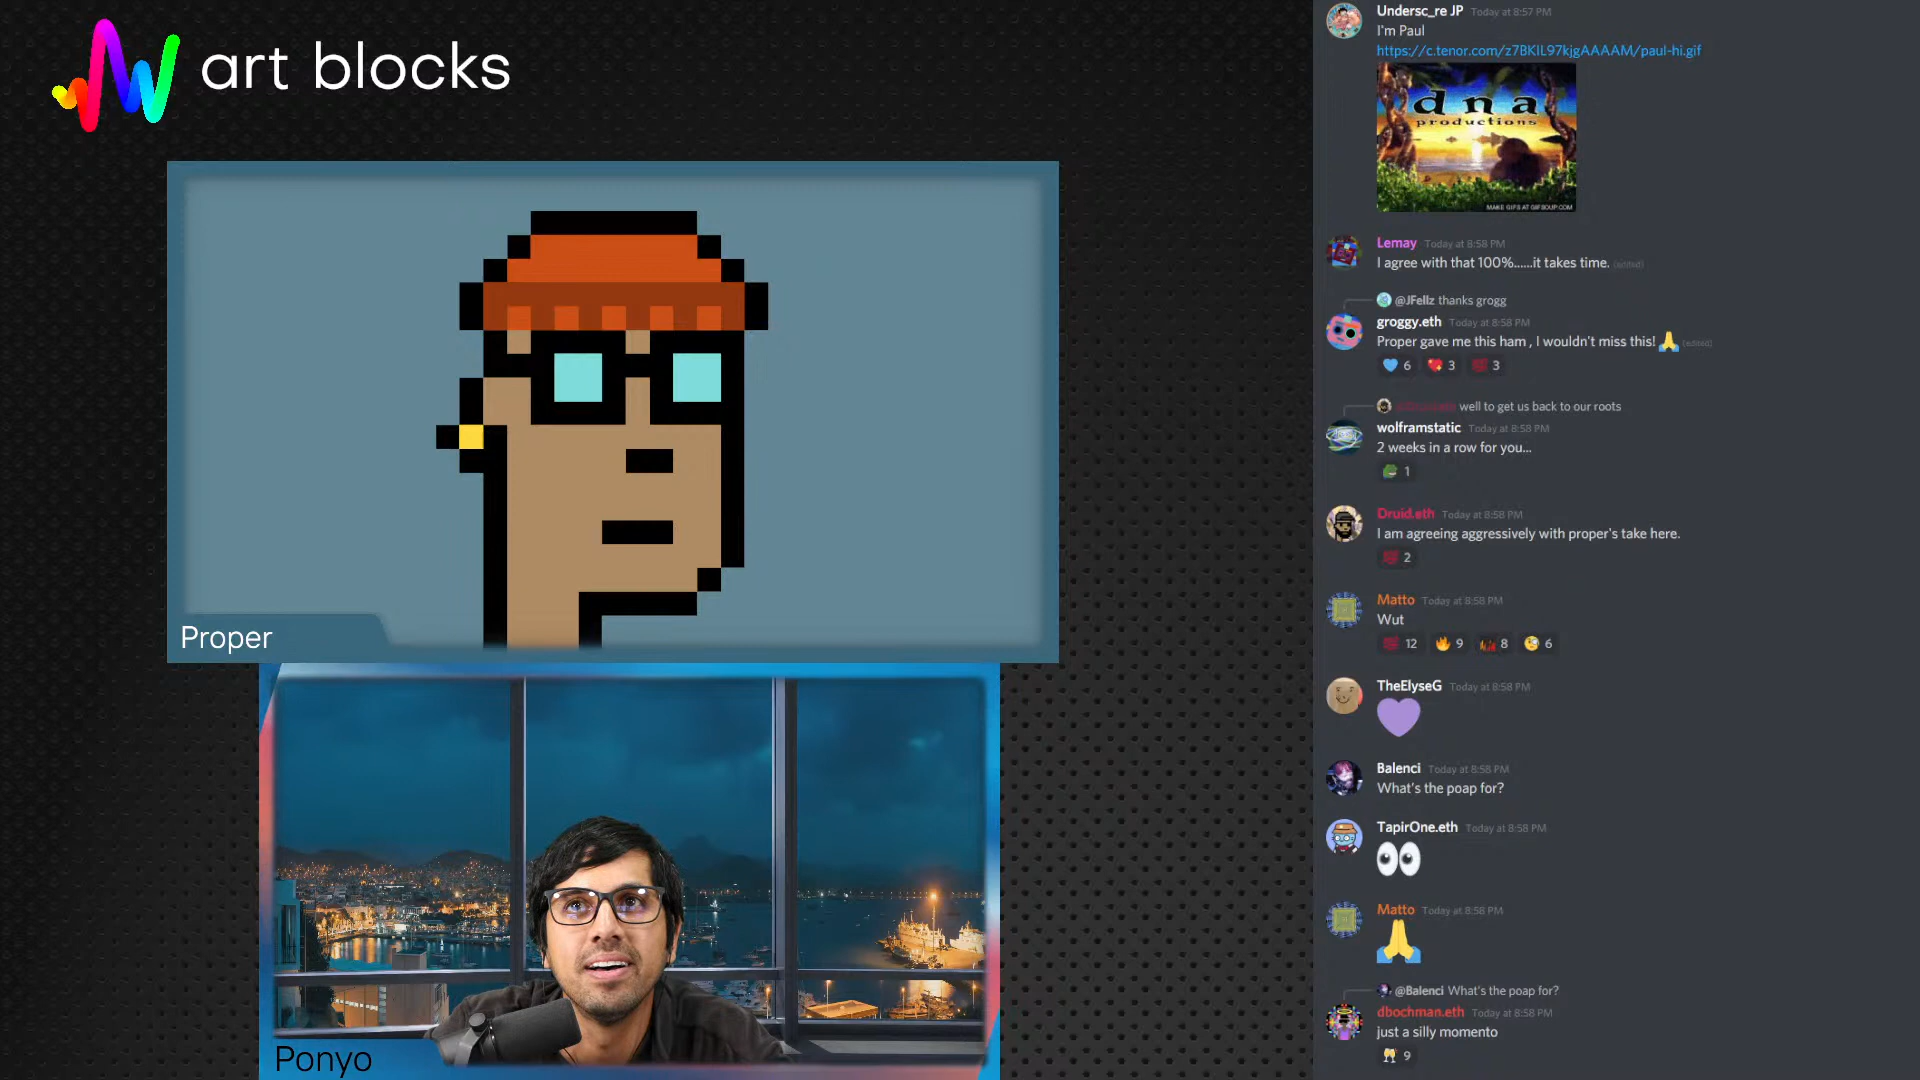 art blocks
Proper
Ponyo
Undersc_re JP Today at 8:57 PM
I'm Paul
https://c.tenor.com/z7BKIL97kjgAAAAM/paul-hi.gif
dna
productions
MAKE GIFS AT GIFSOUP.COM
Lemay Today at 8:58 PM
I agree with that 100%......it takes time. (edited)
@JFellz thanks grogg
groggy.eth Today at 8:58 PM
Proper gave me this ham , I wouldn't miss this! 🙏 (edited)
💙 6 💖 3 3
well to get us back to our roots
wolframstatic Today at 8:58 PM
2 weeks in a row for you...
1
Druid.eth Today at 8:58 PM
I am agreeing aggressively with proper's take here.
2
Matto Today at 8:58 PM
Wut
12 🔥 9 8 🧐 6
TheElyseG Today at 8:58 PM
💜
Balenci Today at 8:58 PM
What's the poap for?
TapirOne.eth Today at 8:58 PM
👀
Matto Today at 8:58 PM
🙏
@Balenci What's the poap for?
dbochman.eth Today at 8:58 PM
just a silly momento
🥂 9